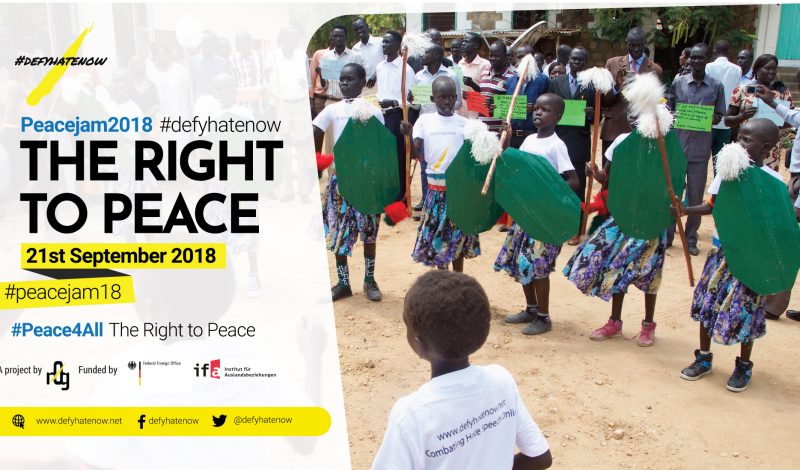 #DEFYHATENOW
Peacejam2018 #defyhatenow
THE RIGHT
TO PEACE
21st September 2018
#peacejam18
#Peace4All The Right to Peace
A project by
Funded by
Federal Foreign Office
ifa
Institut für
Auslandsbeziehungen
www.defyhatenow.net
defyhatenow
@defyhatenow
www.defyhatenow.net
Combating Hate Speech Online